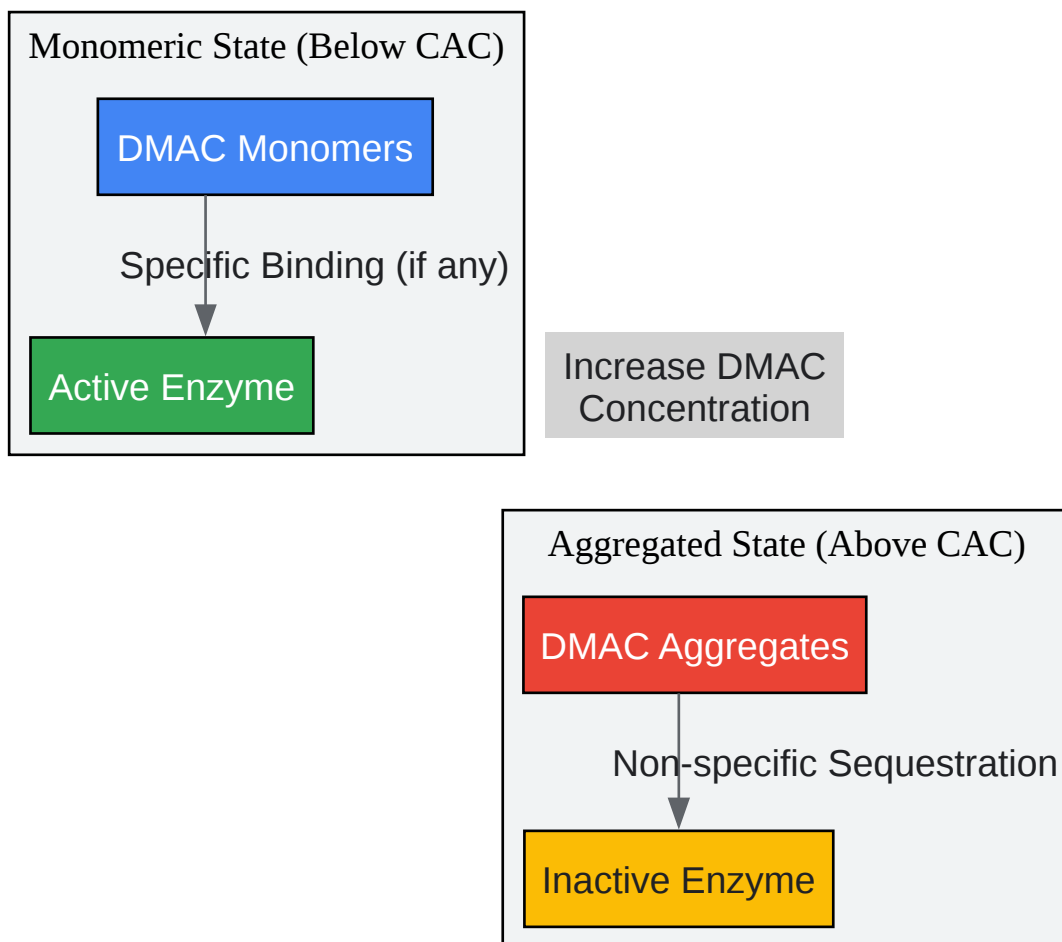 Monomeric State (Below CAC)
DMAC Monomers
Specific Binding (if any)
Active Enzyme
Increase DMAC
Concentration
Aggregated State (Above CAC)
DMAC Aggregates
Non-specific Sequestration
Inactive Enzyme